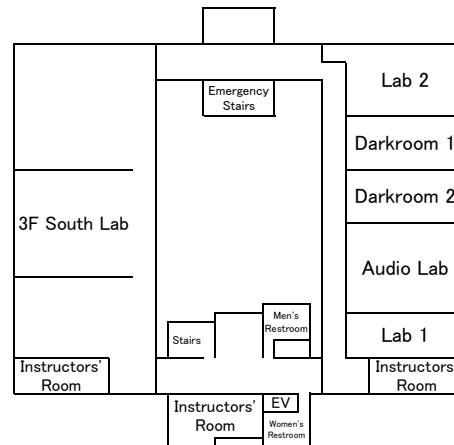 Lab 2
Emergency
Stairs
Darkroom 1
Darkroom 2
3F South Lab
Audio Lab
Men's
Restroom
Stairs
Lab 1
Instructors'
Room
Instructors'
Room
Instructors'
Room
EV
Women's
Restroom